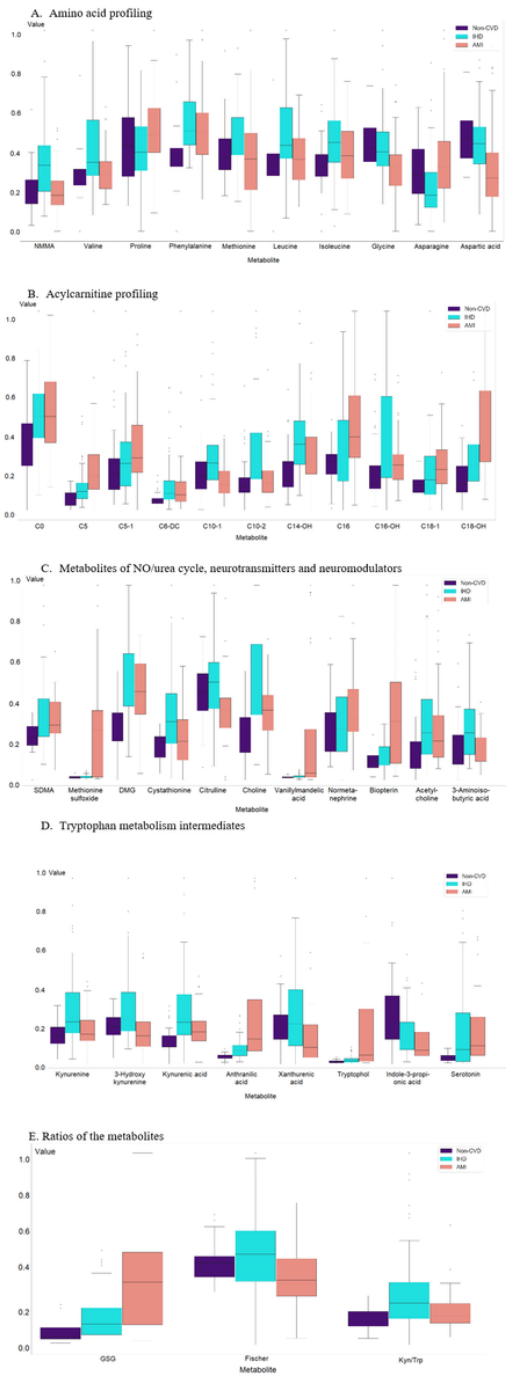 A. Amino acid profiling
Value
Non-CVD
IHD
AMI
1.0
0.8
0.6
0.4
0.2
0.0
NMMA Valine Proline Phenylalanine Methionine Leucine Isoleucine Glycine Asparagine Aspartic acid
Metabolite
B. Acylcarnitine profiling
Value
Non-CVD
IHD
AMI
1.0
0.8
0.6
0.4
0.2
0.0
C0 C5 C5-1 C6-DC C10-1 C10-2 C14-OH C16 C16-OH C18-1 C18-OH
Metabolite
C. Metabolites of NO/urea cycle, neurotransmitters and neuromodulators
Value
Non-CVD
IHD
AMI
1.0
0.8
0.6
0.4
0.2
0.0
SDMA Methionine DMG Cystathionine Citrulline Choline Vanillylmandelic Normeta- Biopterin Acetyl- 3-Aminoiso-
sulfoxide acid nephrine choline butyric acid
Metabolite
D. Tryptophan metabolism intermediates
1.0 Value
Non-CVD
IHD
AMI
0.8
0.6
0.4
0.2
0.0
Kynurenine 3-Hydroxy Kynurenic acid Anthranilic Xanthurenic acid Tryptophol Indole-3-propi- Serotonin
kynurenine acid onic acid
Metabolite
E. Ratios of the metabolites
Value
Non-CVD
IHD
AMI
1.0
0.8
0.6
0.4
0.2
0.0
GSG Fischer Kyn/Trp
Metabolite